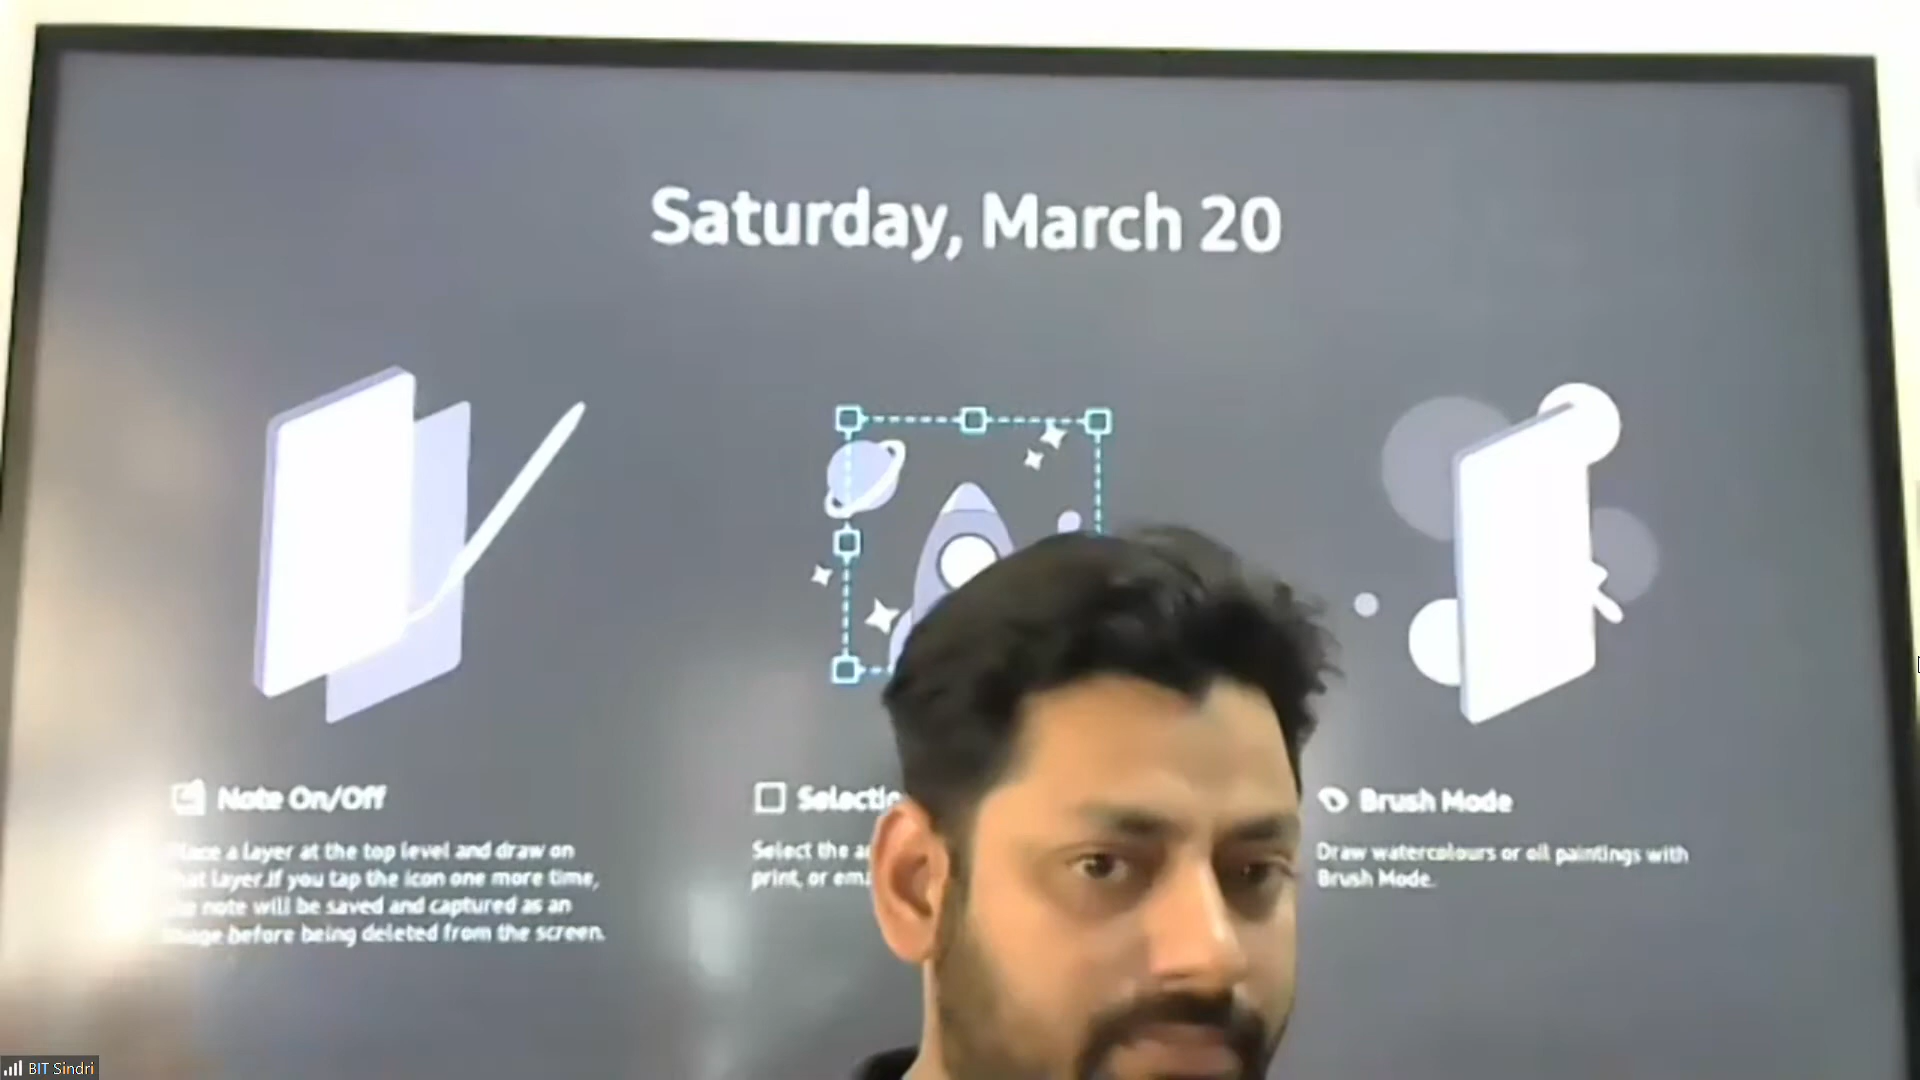 Saturday, March 20
Note On/Off
a layer at the top level and draw on
layer.If you tap the icon one more time,
note will be saved and captured as an
before being deleted from the screen.
Select the
print, or
Brush Mode
Draw watercolours or oil paintings with
Brush Mode.
BIT Sindri